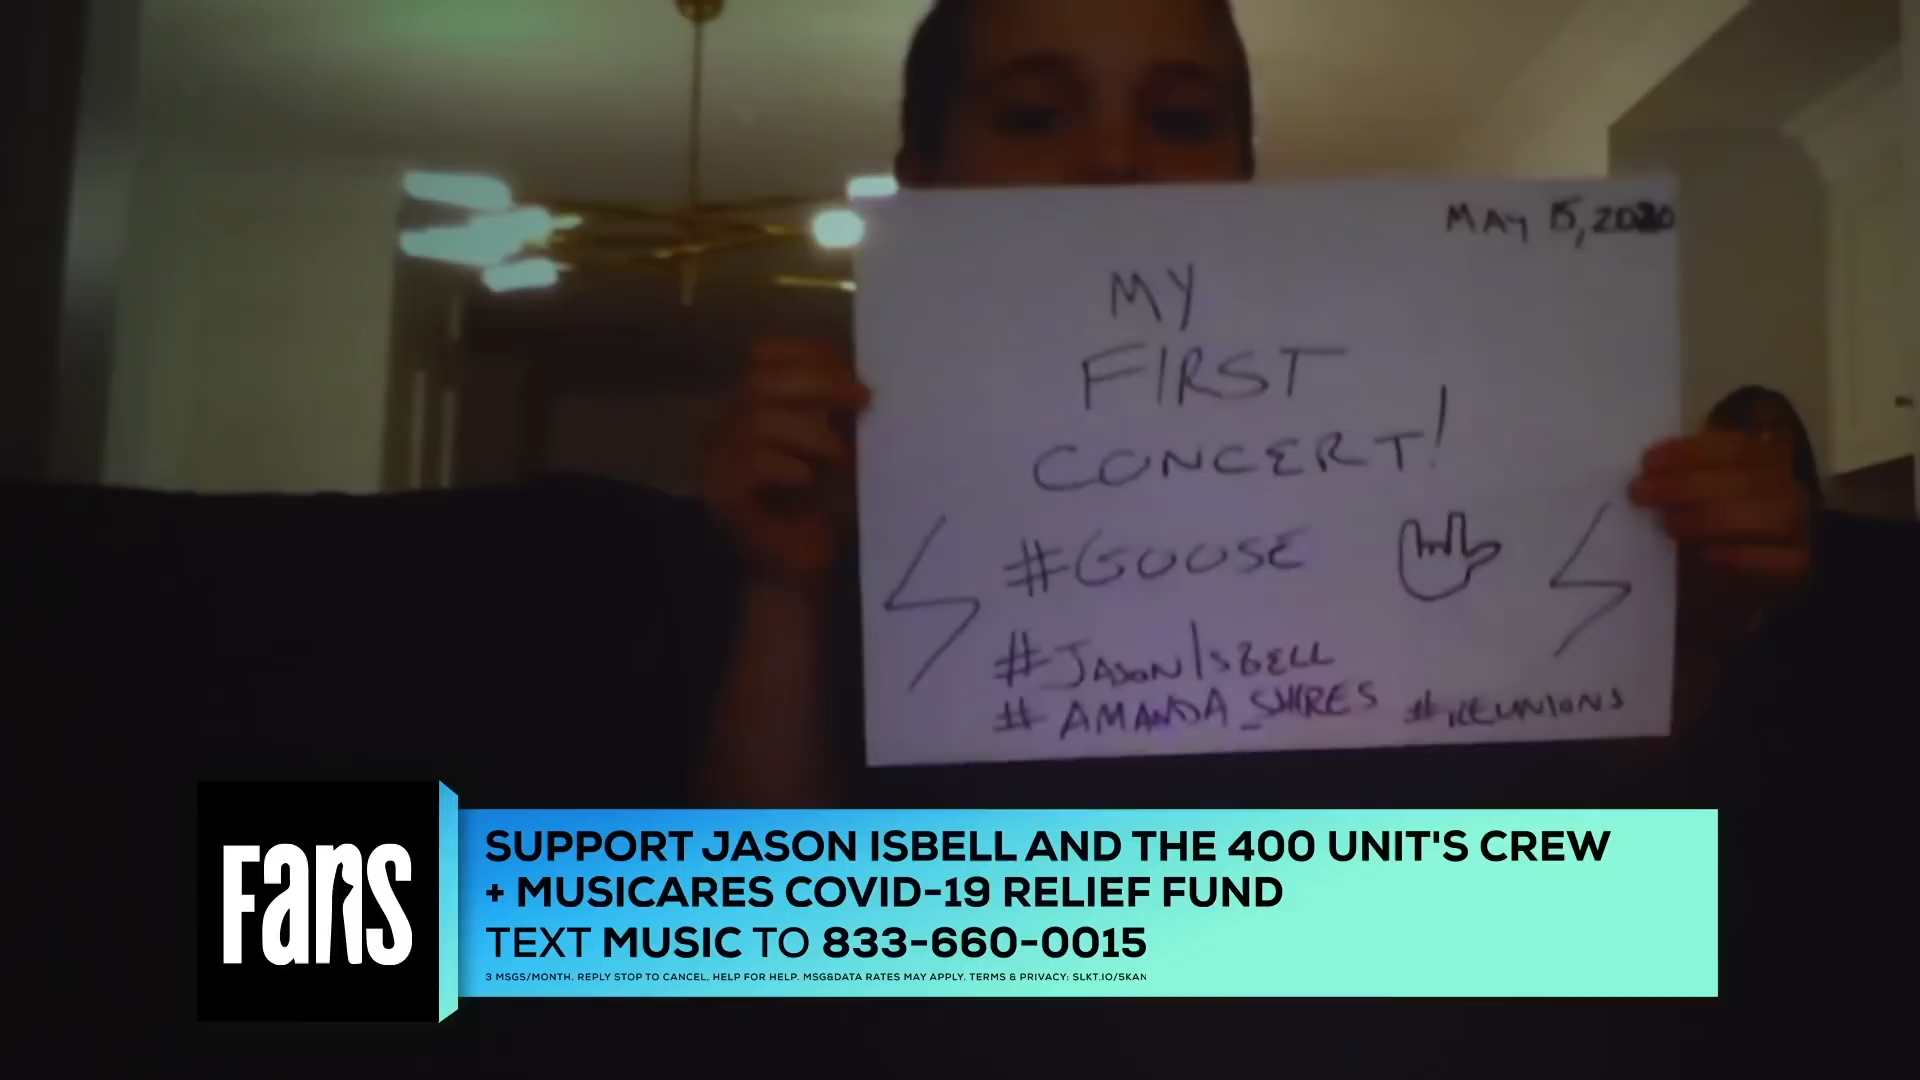 MAY 15, 2020
MY
FIRST
CONCERT!
#GOOSE
#JASONISBELL
#AMANDA_SHIRES #REUNIONS
FANS
SUPPORT JASON ISBELL AND THE 400 UNIT'S CREW
+ MUSICARES COVID-19 RELIEF FUND
TEXT MUSIC TO 833-660-0015
3 MSGS/MONTH. REPLY STOP TO CANCEL, HELP FOR HELP. MSG&DATA RATES MAY APPLY. TERMS & PRIVACY: SLKT.IO/5KAN